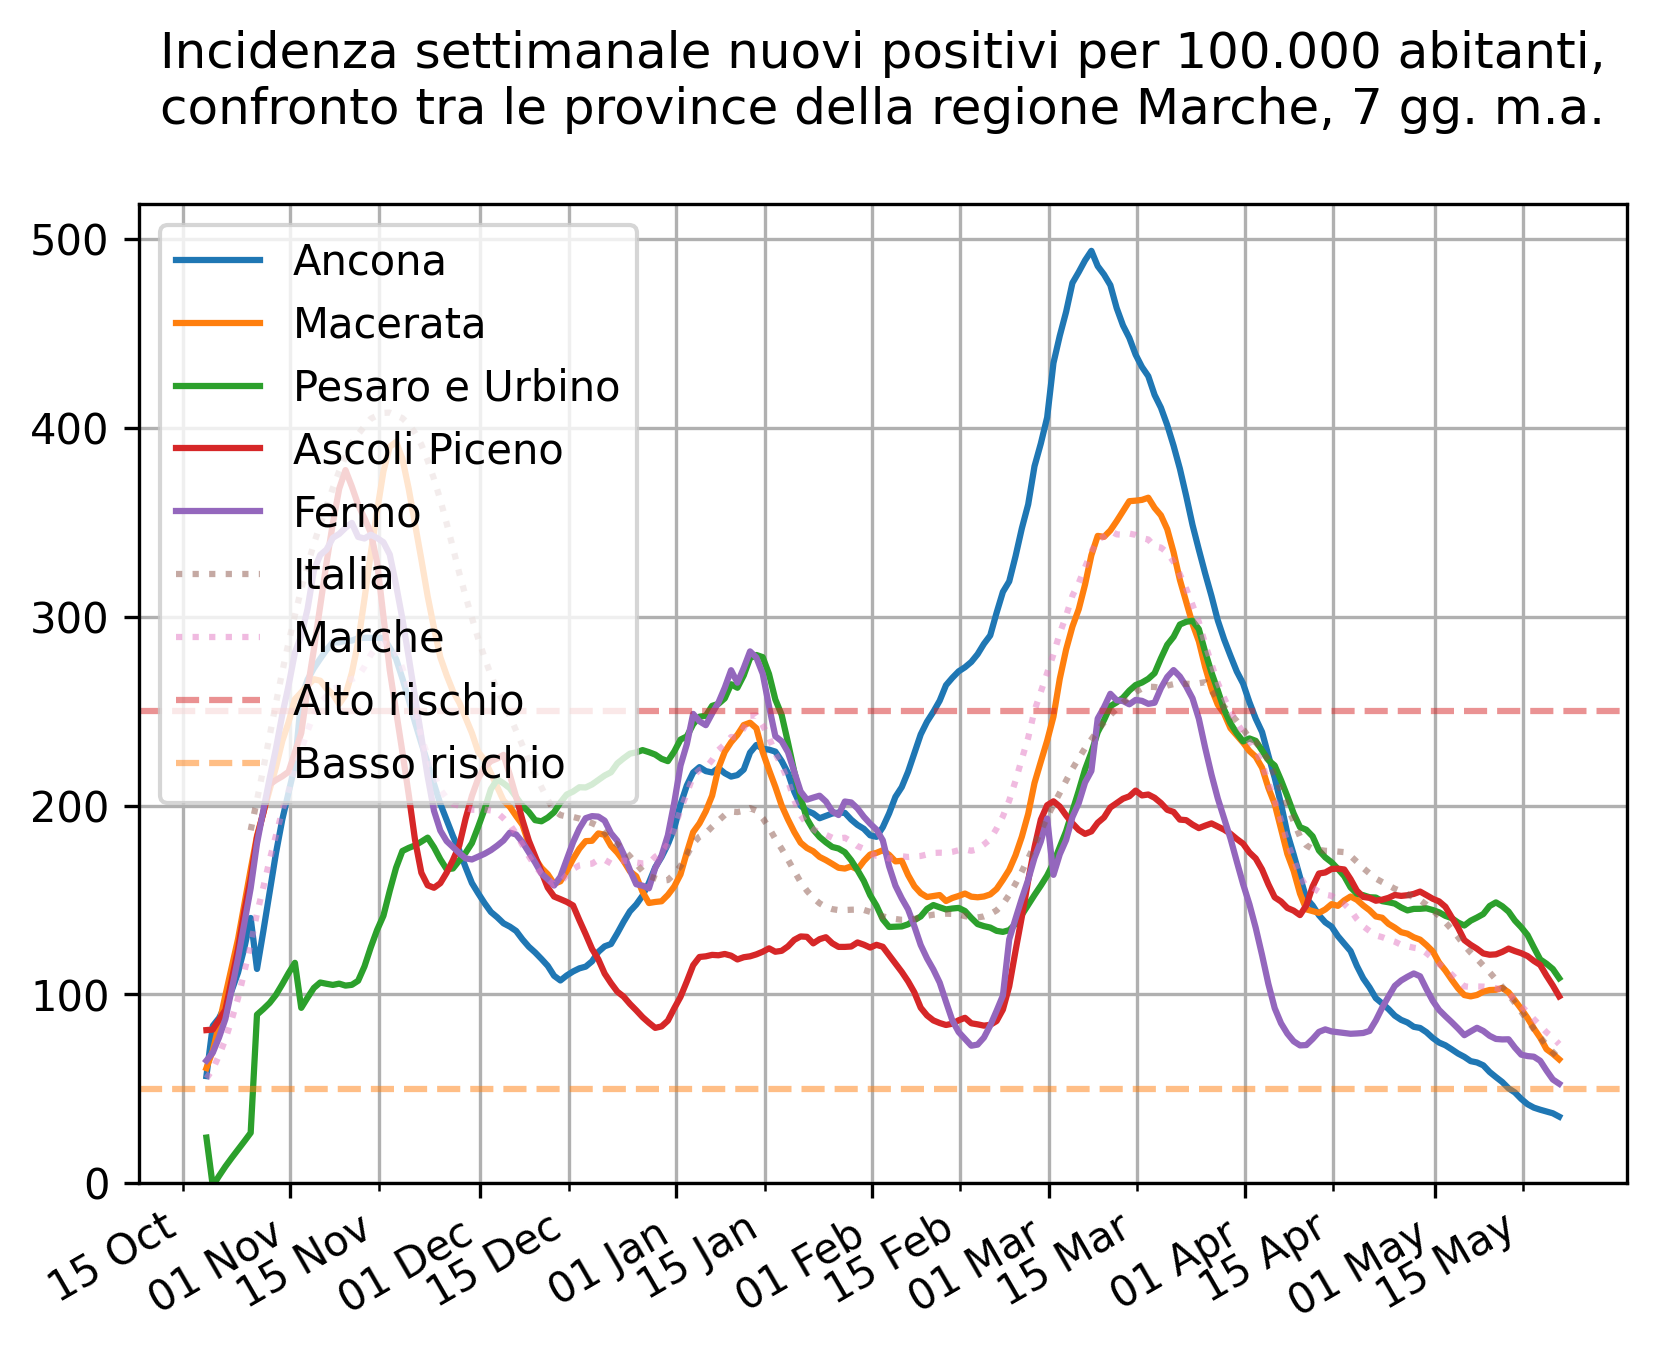 Incidenza settimanale nuovi positivi per 100.000 abitanti,
confronto tra le province della regione Marche, 7 gg. m.a.
500
400
300
200
100
0
Ancona
Macerata
Pesaro e Urbino
Ascoli Piceno
Fermo
Italia
Marche
Alto rischio
Basso rischio
15 Oct
01 Nov
15 Nov
01 Dec
15 Dec
01 Jan
15 Jan
01 Feb
15 Feb
01 Mar
15 Mar
01 Apr
15 Apr
01 May
15 May